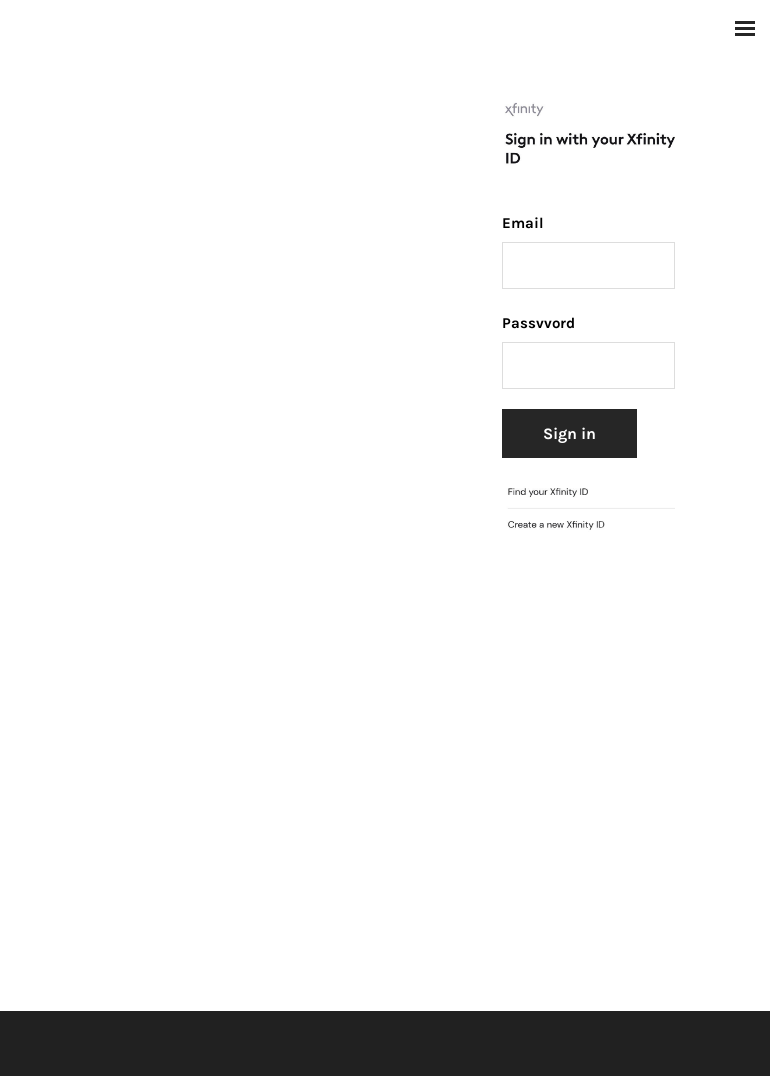 xfinity
Sign in with your Xfinity
ID
Email
Passvvord
Sign in
Find your Xfinity ID
Create a new Xfinity ID